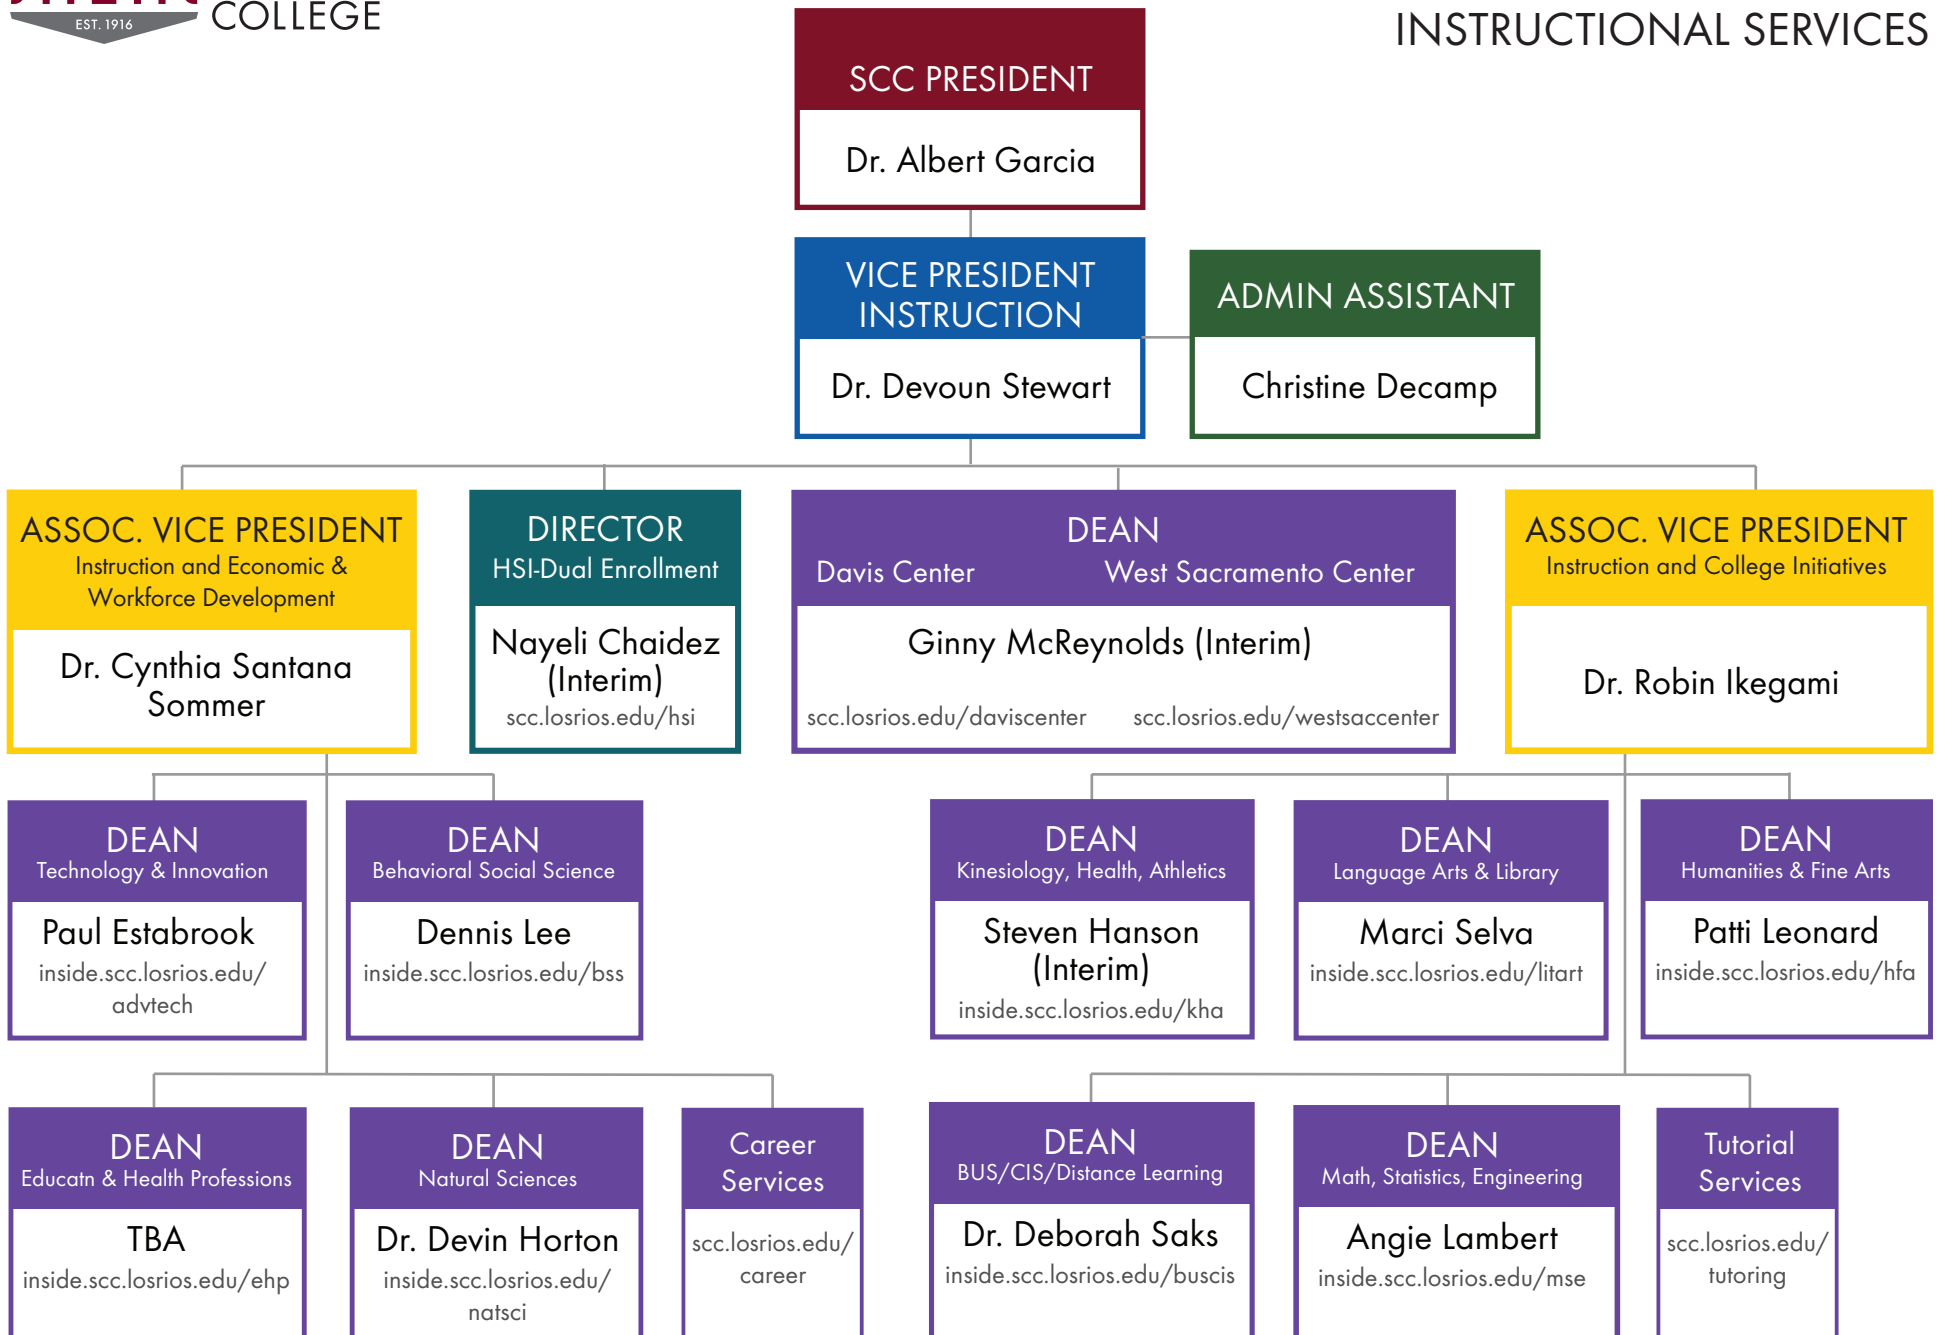 EST. 1916
COLLEGE
INSTRUCTIONAL SERVICES
SCC PRESIDENT
Dr. Albert Garcia
VICE PRESIDENT
INSTRUCTION
Dr. Devoun Stewart
ADMIN ASSISTANT
Christine Decamp
ASSOC. VICE PRESIDENT
Instruction and Economic &
Workforce Development
Dr. Cynthia Santana
Sommer
DIRECTOR
HSI-Dual Enrollment
Nayeli Chaidez
(Interim)
scc.losrios.edu/hsi
DEAN
Davis Center West Sacramento Center
Ginny McReynolds (Interim)
scc.losrios.edu/daviscenter scc.losrios.edu/westsaccenter
ASSOC. VICE PRESIDENT
Instruction and College Initiatives
Dr. Robin Ikegami
DEAN
Technology & Innovation
Paul Estabrook
inside.scc.losrios.edu/
advtech
DEAN
Behavioral Social Science
Dennis Lee
inside.scc.losrios.edu/bss
DEAN
Kinesiology, Health, Athletics
Steven Hanson
(Interim)
inside.scc.losrios.edu/kha
DEAN
Language Arts & Library
Marci Selva
inside.scc.losrios.edu/litart
DEAN
Humanities & Fine Arts
Patti Leonard
inside.scc.losrios.edu/hfa
DEAN
Educatn & Health Professions
TBA
inside.scc.losrios.edu/ehp
DEAN
Natural Sciences
Dr. Devin Horton
inside.scc.losrios.edu/
natsci
Career
Services
scc.losrios.edu/
career
DEAN
BUS/CIS/Distance Learning
Dr. Deborah Saks
inside.scc.losrios.edu/buscis
DEAN
Math, Statistics, Engineering
Angie Lambert
inside.scc.losrios.edu/mse
Tutorial
Services
scc.losrios.edu/
tutoring